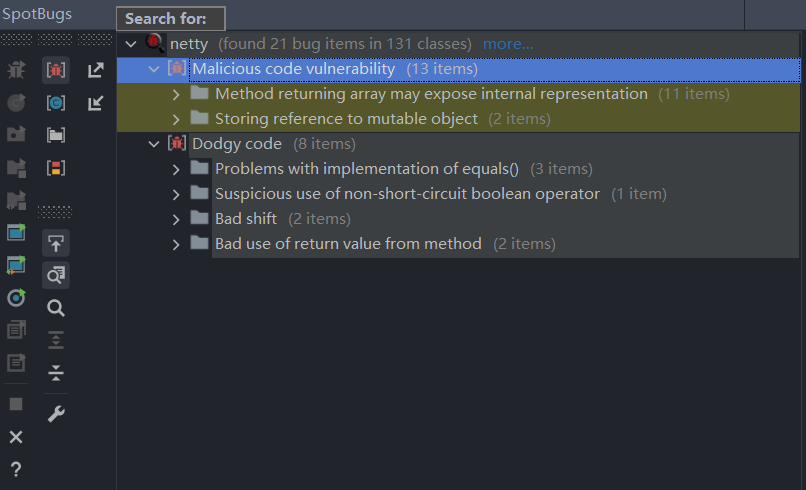 SpotBugs
Search for:
netty (found 21 bug items in 131 classes) more...
Malicious code vulnerability (13 items)
Method returning array may expose internal representation (11 items)
Storing reference to mutable object (2 items)
Dodgy code (8 items)
Problems with implementation of equals() (3 items)
Suspicious use of non-short-circuit boolean operator (1 item)
Bad shift (2 items)
Bad use of return value from method (2 items)